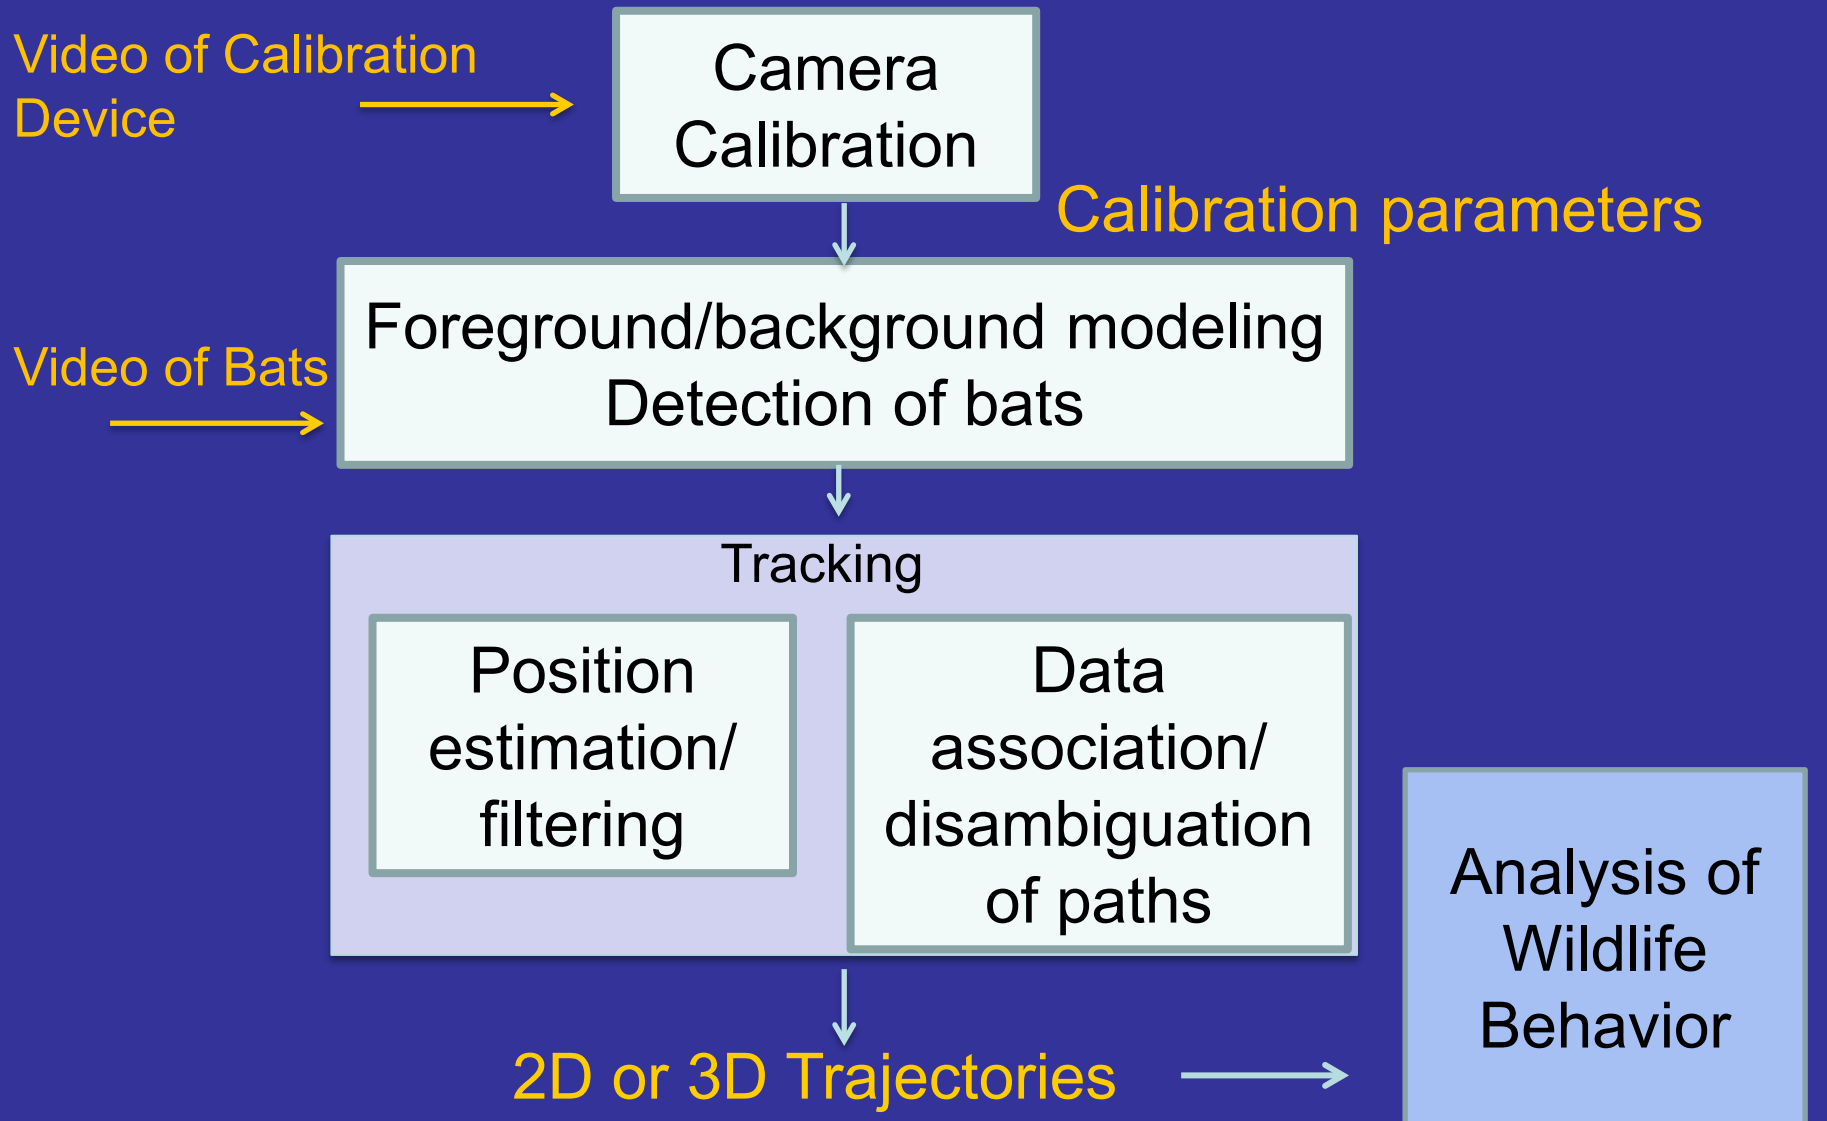 Video of Calibration
Device
Camera
Calibration
Calibration parameters
Video of Bats
Foreground/background modeling
Detection of bats
Tracking
Position
estimation/
filtering
Data
association/
disambiguation
of paths
2D or 3D Trajectories
Analysis of
Wildlife
Behavior